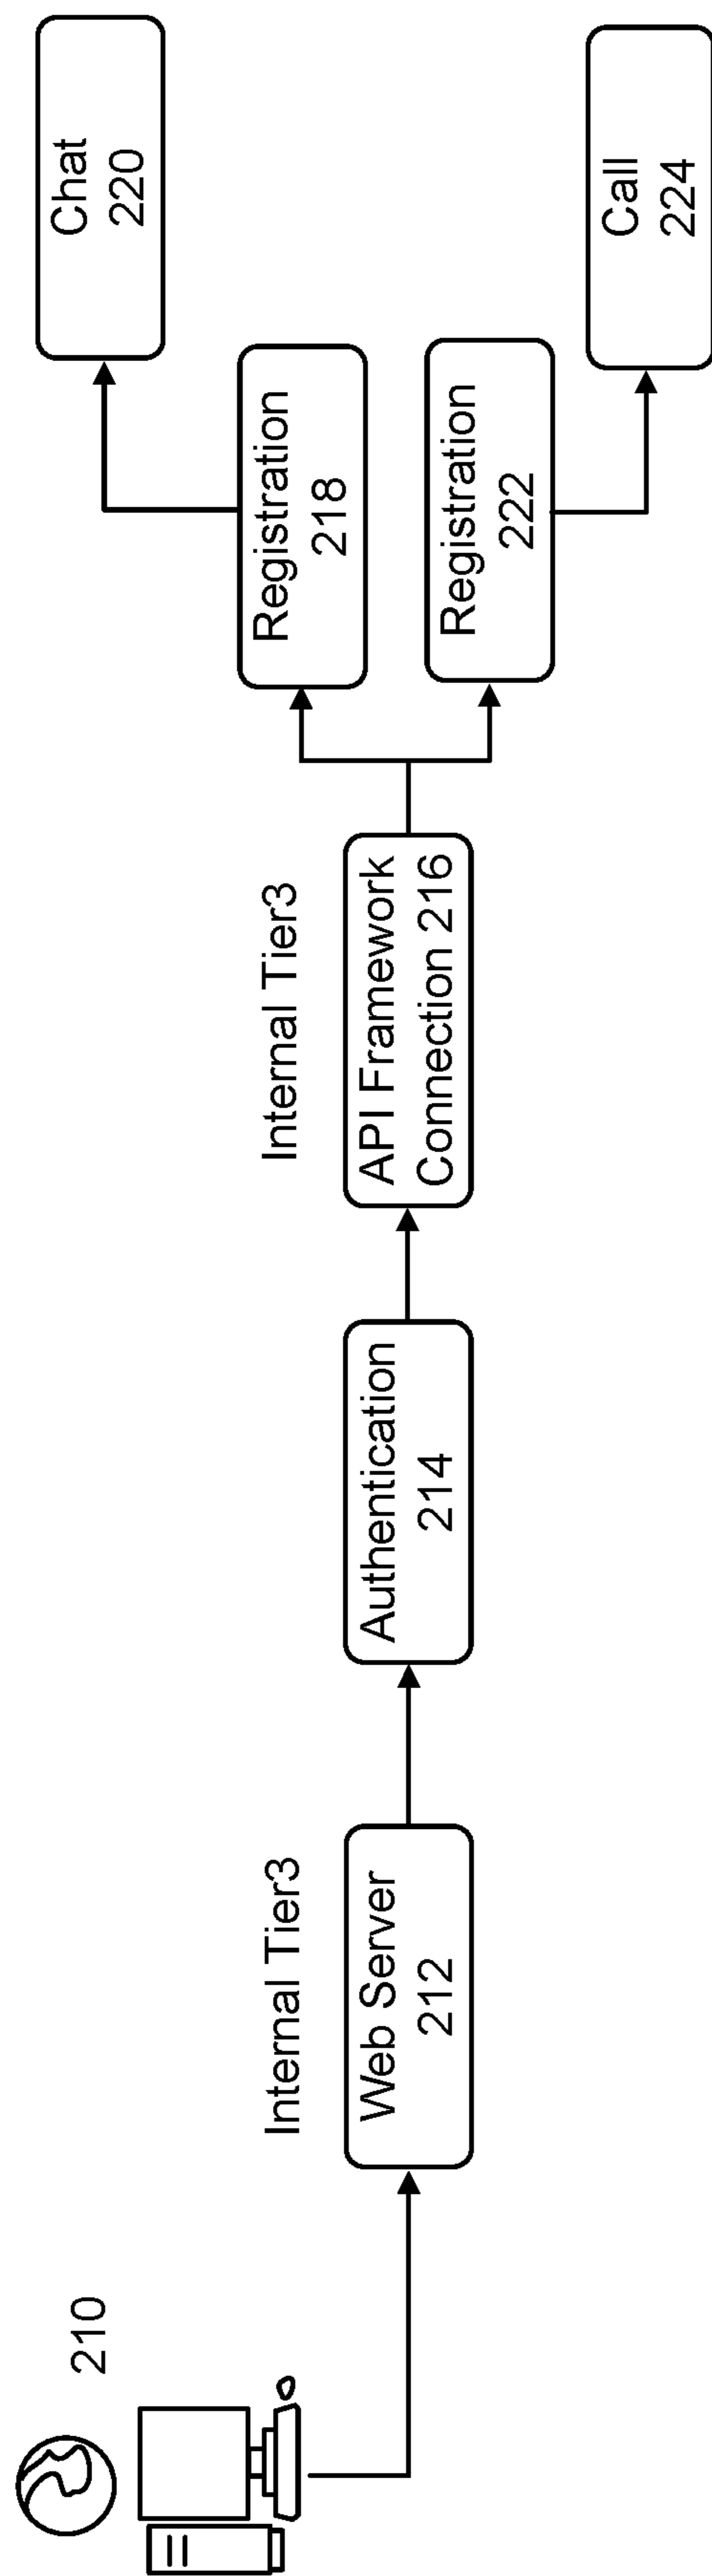 210
Internal Tier3
Web Server
212
Authentication
214
Internal Tier3
API Framework
Connection 216
Registration
218
Chat
220
Registration
222
Call
224